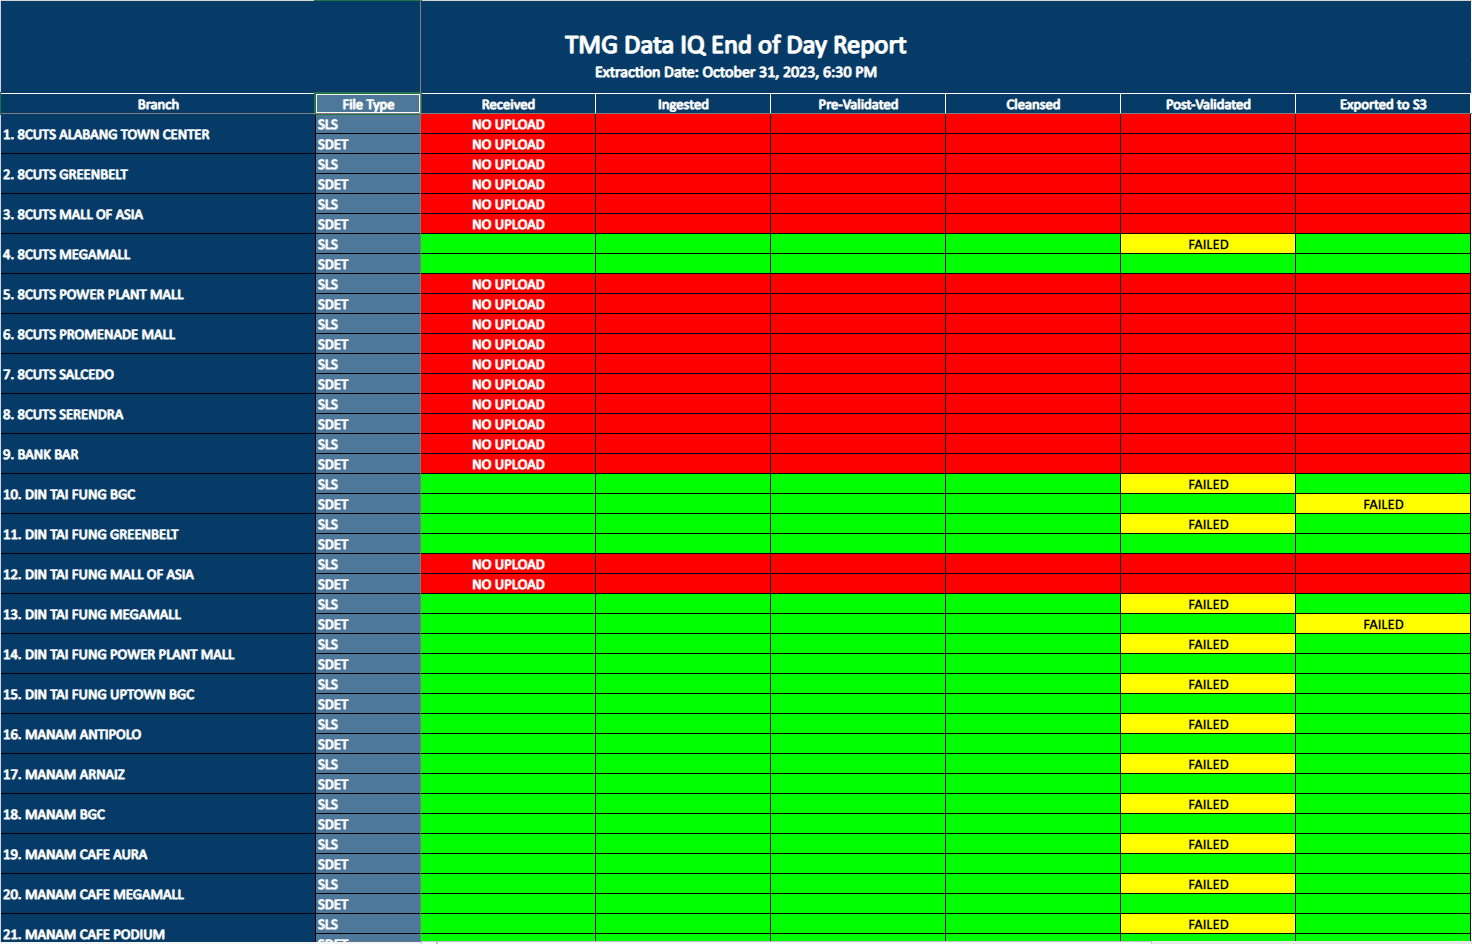 TMG Data IQ End of Day Report
Extraction Date: October 31, 2023, 6:30 PM
Branch File Type Received Ingested Pre-Validated Cleansed Post-Validated Exported to S3
1. 8CUTS ALABANG TOWN CENTER
SLS NO UPLOAD
SDET NO UPLOAD
2. 8CUTS GREENBELT
SLS NO UPLOAD
SDET NO UPLOAD
3. 8CUTS MALL OF ASIA
SLS NO UPLOAD
SDET NO UPLOAD
4. 8CUTS MEGAMALL
SLS FAILED
SDET
5. 8CUTS POWER PLANT MALL
SLS NO UPLOAD
SDET NO UPLOAD
6. 8CUTS PROMENADE MALL
SLS NO UPLOAD
SDET NO UPLOAD
7. 8CUTS SALCEDO
SLS NO UPLOAD
SDET NO UPLOAD
8. 8CUTS SERENDRA
SLS NO UPLOAD
SDET NO UPLOAD
9. BANK BAR
SLS NO UPLOAD
SDET NO UPLOAD
10. DIN TAI FUNG BGC
SLS FAILED
SDET FAILED
11. DIN TAI FUNG GREENBELT
SLS FAILED
SDET
12. DIN TAI FUNG MALL OF ASIA
SLS NO UPLOAD
SDET NO UPLOAD
13. DIN TAI FUNG MEGAMALL
SLS FAILED
SDET FAILED
14. DIN TAI FUNG POWER PLANT MALL
SLS FAILED
SDET
15. DIN TAI FUNG UPTOWN BGC
SLS FAILED
SDET
16. MANAM ANTIPOLO
SLS FAILED
SDET
17. MANAM ARNAIZ
SLS FAILED
SDET
18. MANAM BGC
SLS FAILED
SDET
19. MANAM CAFE AURA
SLS FAILED
SDET
20. MANAM CAFE MEGAMALL
SLS FAILED
SDET
21. MANAM CAFE PODIUM
SLS FAILED